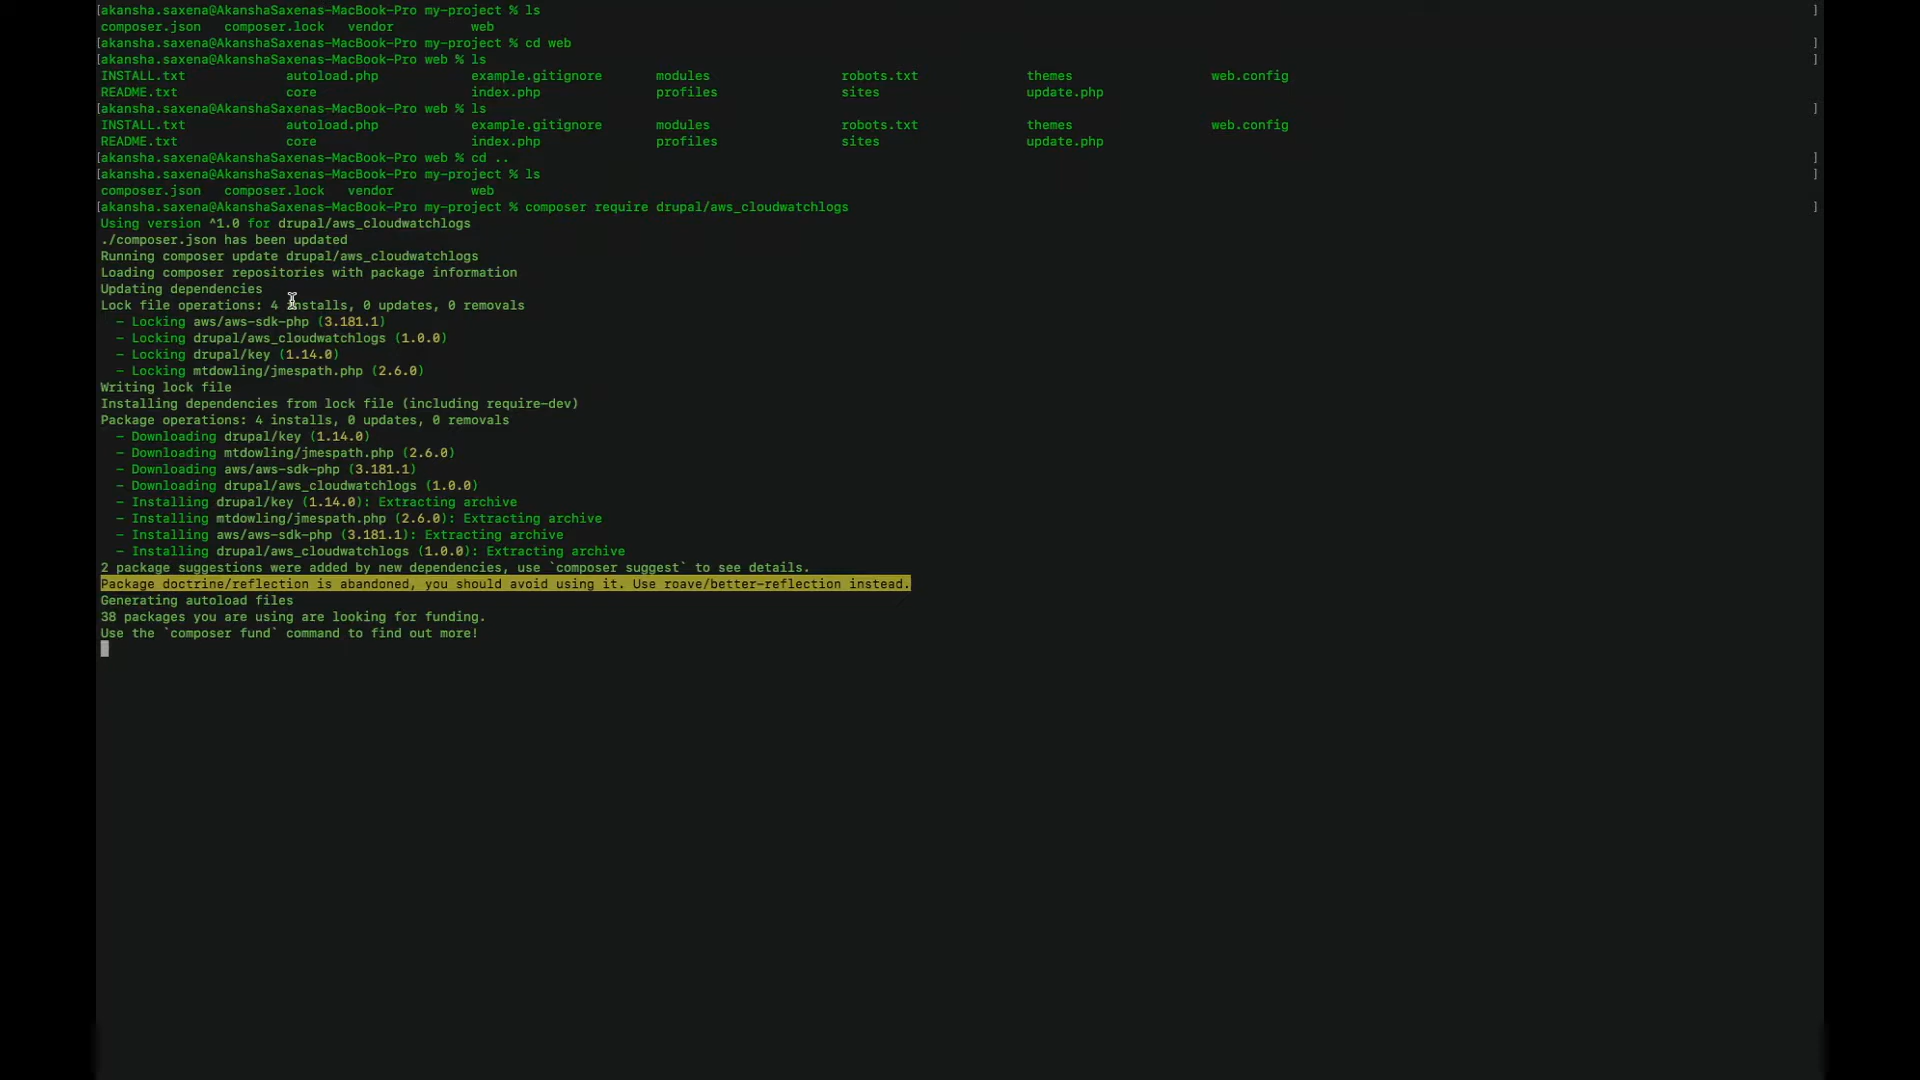 [akansha.saxena@AkanshaSaxenas-MacBook-Pro my-project % ls ]
composer.json composer.lock vendor web
[akansha.saxena@AkanshaSaxenas-MacBook-Pro my-project % cd web ]
[akansha.saxena@AkanshaSaxenas-MacBook-Pro web % ls ]
INSTALL.txt autoload.php example.gitignore modules robots.txt themes web.config
README.txt core index.php profiles sites update.php
[akansha.saxena@AkanshaSaxenas-MacBook-Pro web % ls ]
INSTALL.txt autoload.php example.gitignore modules robots.txt themes web.config
README.txt core index.php profiles sites update.php
[akansha.saxena@AkanshaSaxenas-MacBook-Pro web % cd .. ]
[akansha.saxena@AkanshaSaxenas-MacBook-Pro my-project % ls ]
composer.json composer.lock vendor web
[akansha.saxena@AkanshaSaxenas-MacBook-Pro my-project % composer require drupal/aws_cloudwatchlogs ]
Using version ^1.0 for drupal/aws_cloudwatchlogs
./composer.json has been updated
Running composer update drupal/aws_cloudwatchlogs
Loading composer repositories with package information
Updating dependencies
Lock file operations: 4 installs, 0 updates, 0 removals
  - Locking aws/aws-sdk-php (3.181.1)
  - Locking drupal/aws_cloudwatchlogs (1.0.0)
  - Locking drupal/key (1.14.0)
  - Locking mtdowling/jmespath.php (2.6.0)
Writing lock file
Installing dependencies from lock file (including require-dev)
Package operations: 4 installs, 0 updates, 0 removals
  - Downloading drupal/key (1.14.0)
  - Downloading mtdowling/jmespath.php (2.6.0)
  - Downloading aws/aws-sdk-php (3.181.1)
  - Downloading drupal/aws_cloudwatchlogs (1.0.0)
  - Installing drupal/key (1.14.0): Extracting archive
  - Installing mtdowling/jmespath.php (2.6.0): Extracting archive
  - Installing aws/aws-sdk-php (3.181.1): Extracting archive
  - Installing drupal/aws_cloudwatchlogs (1.0.0): Extracting archive
2 package suggestions were added by new dependencies, use `composer suggest` to see details.
Package doctrine/reflection is abandoned, you should avoid using it. Use roave/better-reflection instead.
Generating autoload files
38 packages you are using are looking for funding.
Use the `composer fund` command to find out more!